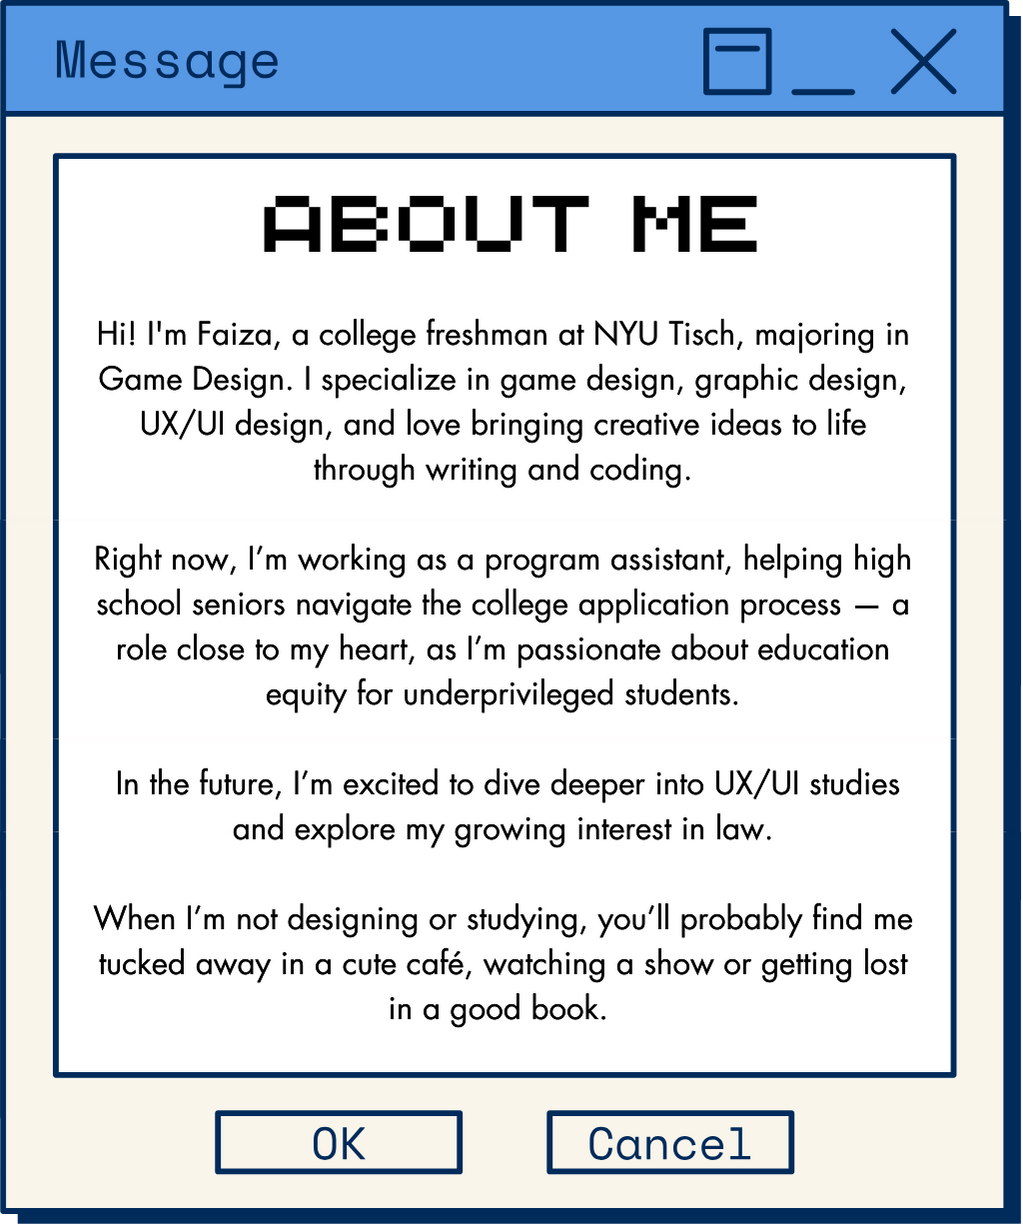 Message
ABOUT ME
Hi! I'm Faiza, a college freshman at NYU Tisch, majoring in
Game Design. I specialize in game design, graphic design,
UX/UI design, and love bringing creative ideas to life
through writing and coding.
Right now, I’m working as a program assistant, helping high
school seniors navigate the college application process — a
role close to my heart, as I’m passionate about education
equity for underprivileged students.
In the future, I’m excited to dive deeper into UX/UI studies
and explore my growing interest in law.
When I’m not designing or studying, you’ll probably find me
tucked away in a cute café, watching a show or getting lost
in a good book.
OK
Cancel